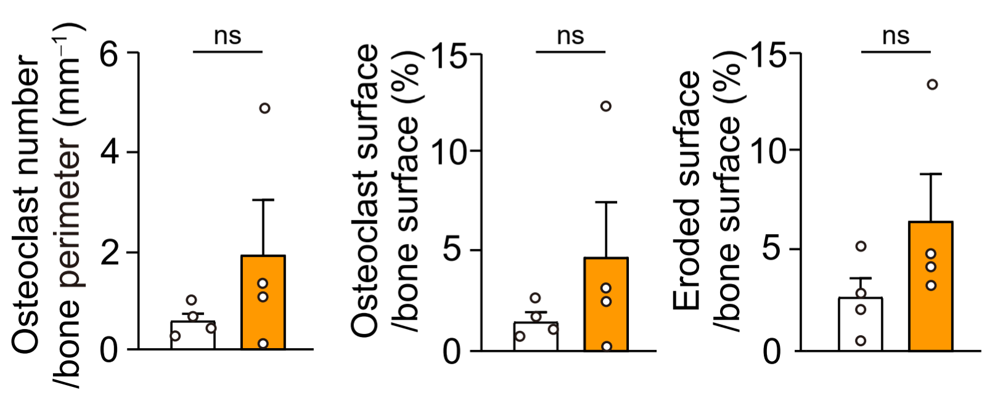 Osteoclast number
/bone perimeter (mm⁻¹)
6
4
2
0
ns
Osteoclast surface
/bone surface (%)
15
10
5
0
ns
Eroded surface
/bone surface (%)
15
10
5
0
ns